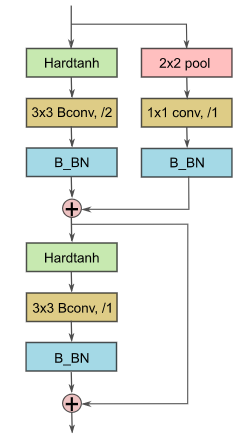 Hardtanh
2x2 pool
3x3 Bconv, /2
1x1 conv, /1
B_BN
B_BN
+
Hardtanh
3x3 Bconv, /1
B_BN
+